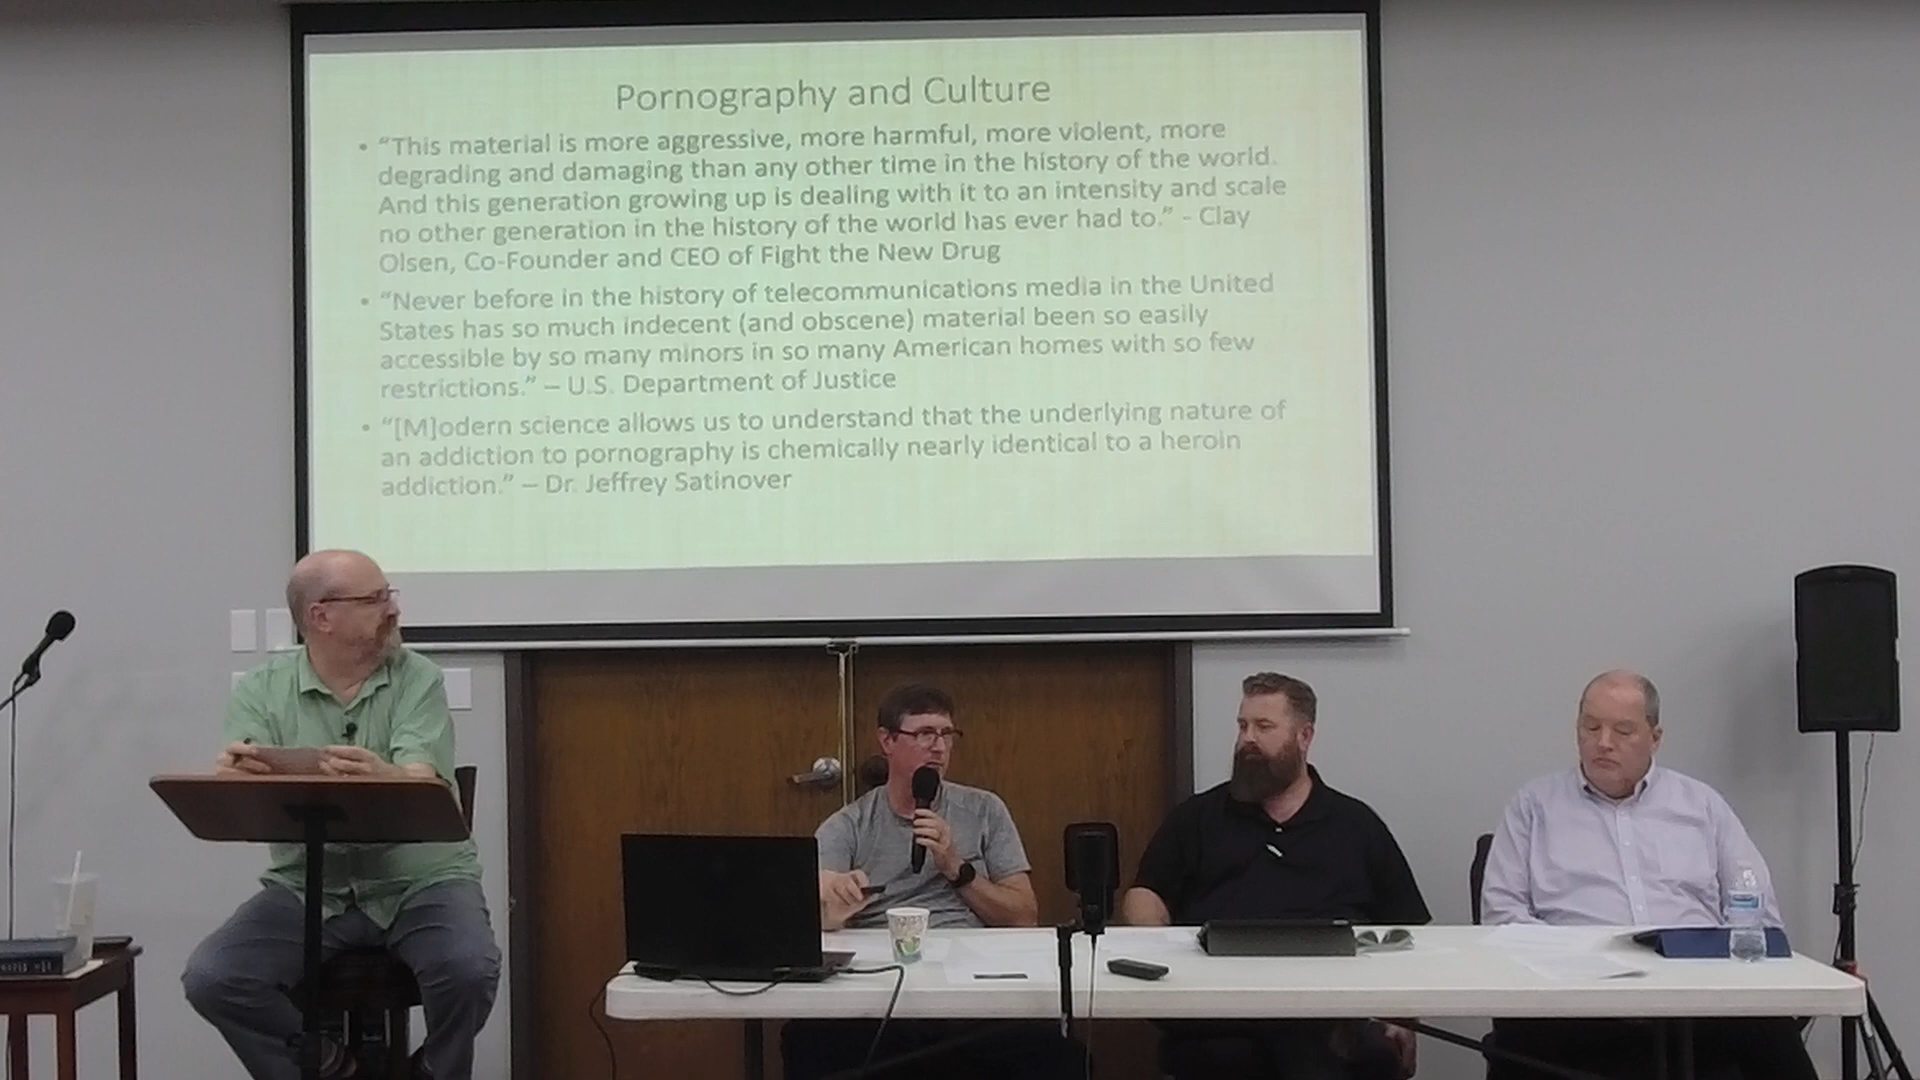 Pornography and Culture
• “This material is more aggressive, more harmful, more violent, more
degrading and damaging than any other time in the history of the world.
And this generation growing up is dealing with it to an intensity and scale
no other generation in the history of the world has ever had to.” - Clay
Olsen, Co-Founder and CEO of Fight the New Drug
• “Never before in the history of telecommunications media in the United
States has so much indecent (and obscene) material been so easily
accessible by so many minors in so many American homes with so few
restrictions.” – U.S. Department of Justice
• “[M]odern science allows us to understand that the underlying nature of
an addiction to pornography is chemically nearly identical to a heroin
addiction.” – Dr. Jeffrey Satinover